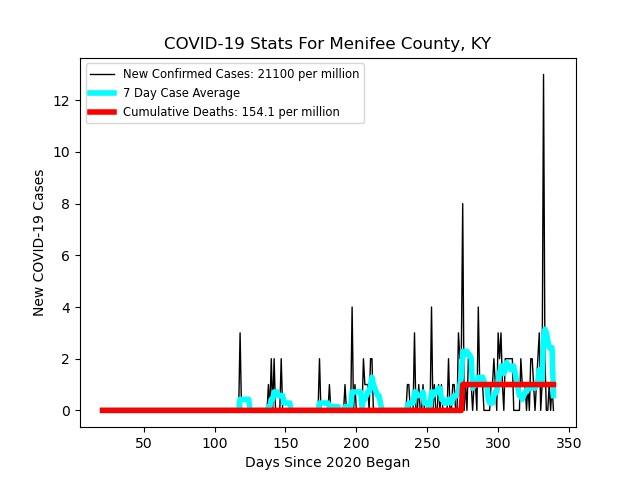 COVID-19 Stats For Menifee County, KY
New Confirmed Cases: 21100 per million
7 Day Case Average
Cumulative Deaths: 154.1 per million
New COVID-19 Cases
12
10
8
6
4
2
0
50 100 150 200 250 300 350
Days Since 2020 Began